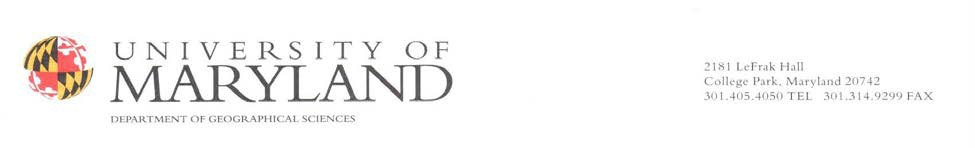 UNIVERSITY OF
MARYLAND
DEPARTMENT OF GEOGRAPHICAL SCIENCES
2181 LeFrak Hall
College Park, Maryland 20742
301.405.4050 TEL 301.314.9299 FAX